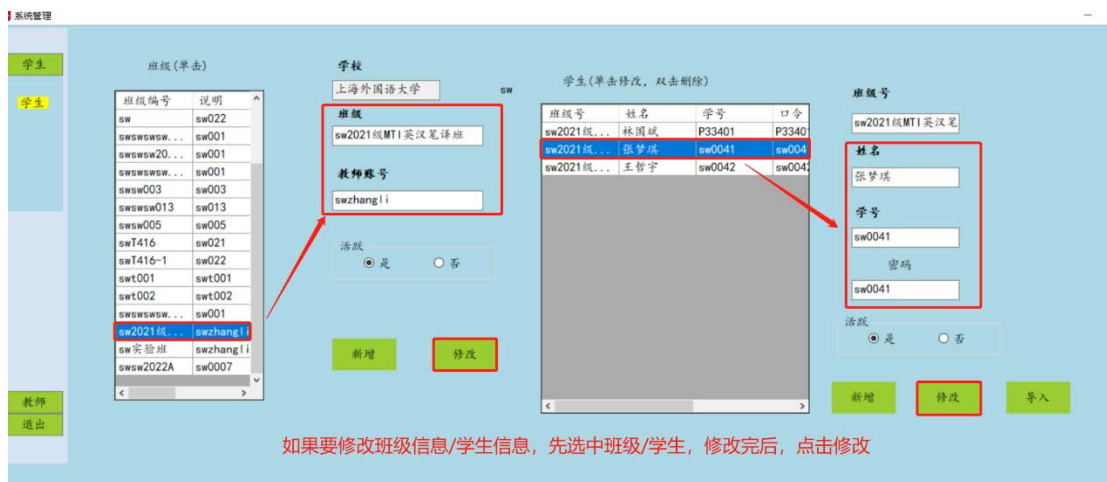 系统管理
学生
学生
教师
退出
班级(单击)
班级编号 说明
sw sw022
swswswsw... sw001
swswsw20... sw001
swswswsw... sw001
swsw003 sw003
swswsw013 sw013
swsw005 sw005
swT416 sw021
swT416-1 sw022
swt001 swt001
swt002 swt002
swswswsw... sw001
sw2021级... swzhangli
sw实验班 swzhangli
swsw2022A sw0007
学校
上海外国语大学 sw
班级
sw2021级MTI英汉笔译班
教师账号
swzhangli
活跃
是 否
新增 修改
学生(单击修改，双击删除)
班级号 姓名 学号 口令
sw2021级... 林国斌 P33401 P3340
sw2021级... 张梦琪 sw0041 sw004
sw2021级... 王哲宇 sw0042 sw004
班级号
sw2021级MTI英汉笔
姓名
张梦琪
学号
sw0041
密码
sw0041
活跃
是 否
新增 修改 导入
如果要修改班级信息/学生信息，先选中班级/学生，修改完后，点击修改